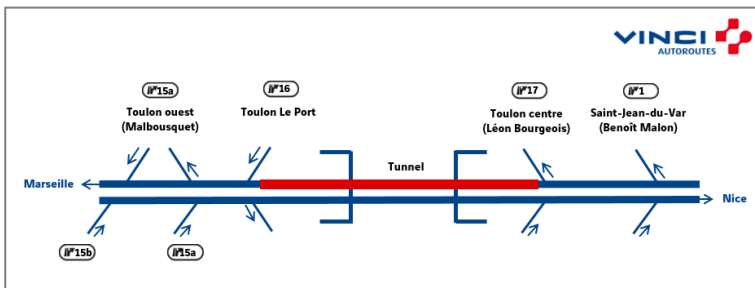 VINCI
AUTOROUTES
n°15a
n°16
n°17
n°1
Toulon ouest
(Malbousquet)
Toulon Le Port
Toulon centre
(Léon Bourgeois)
Saint-Jean-du-Var
(Benoît Malon)
Tunnel
Marseille
Nice
n°15b
n°15a